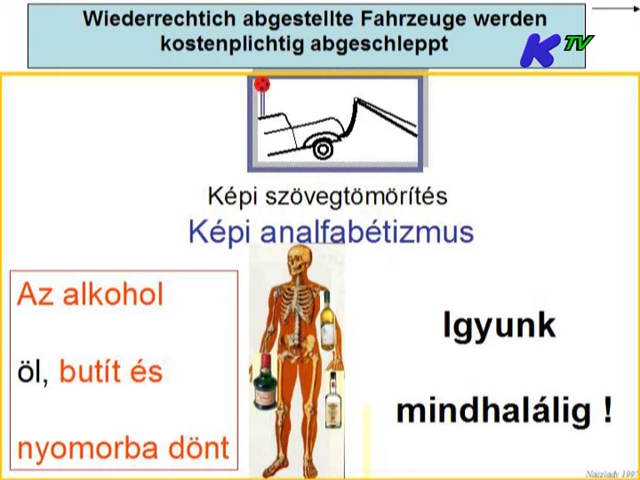 Wiederrechtich abgestellte Fahrzeuge werden
kostenplichtig abgeschleppt
K TV
Képi szövegtömörítés
Képi analfabétizmus
Az alkohol
öl, butít és
nyomorba dönt
Igyunk
mindhalálig !